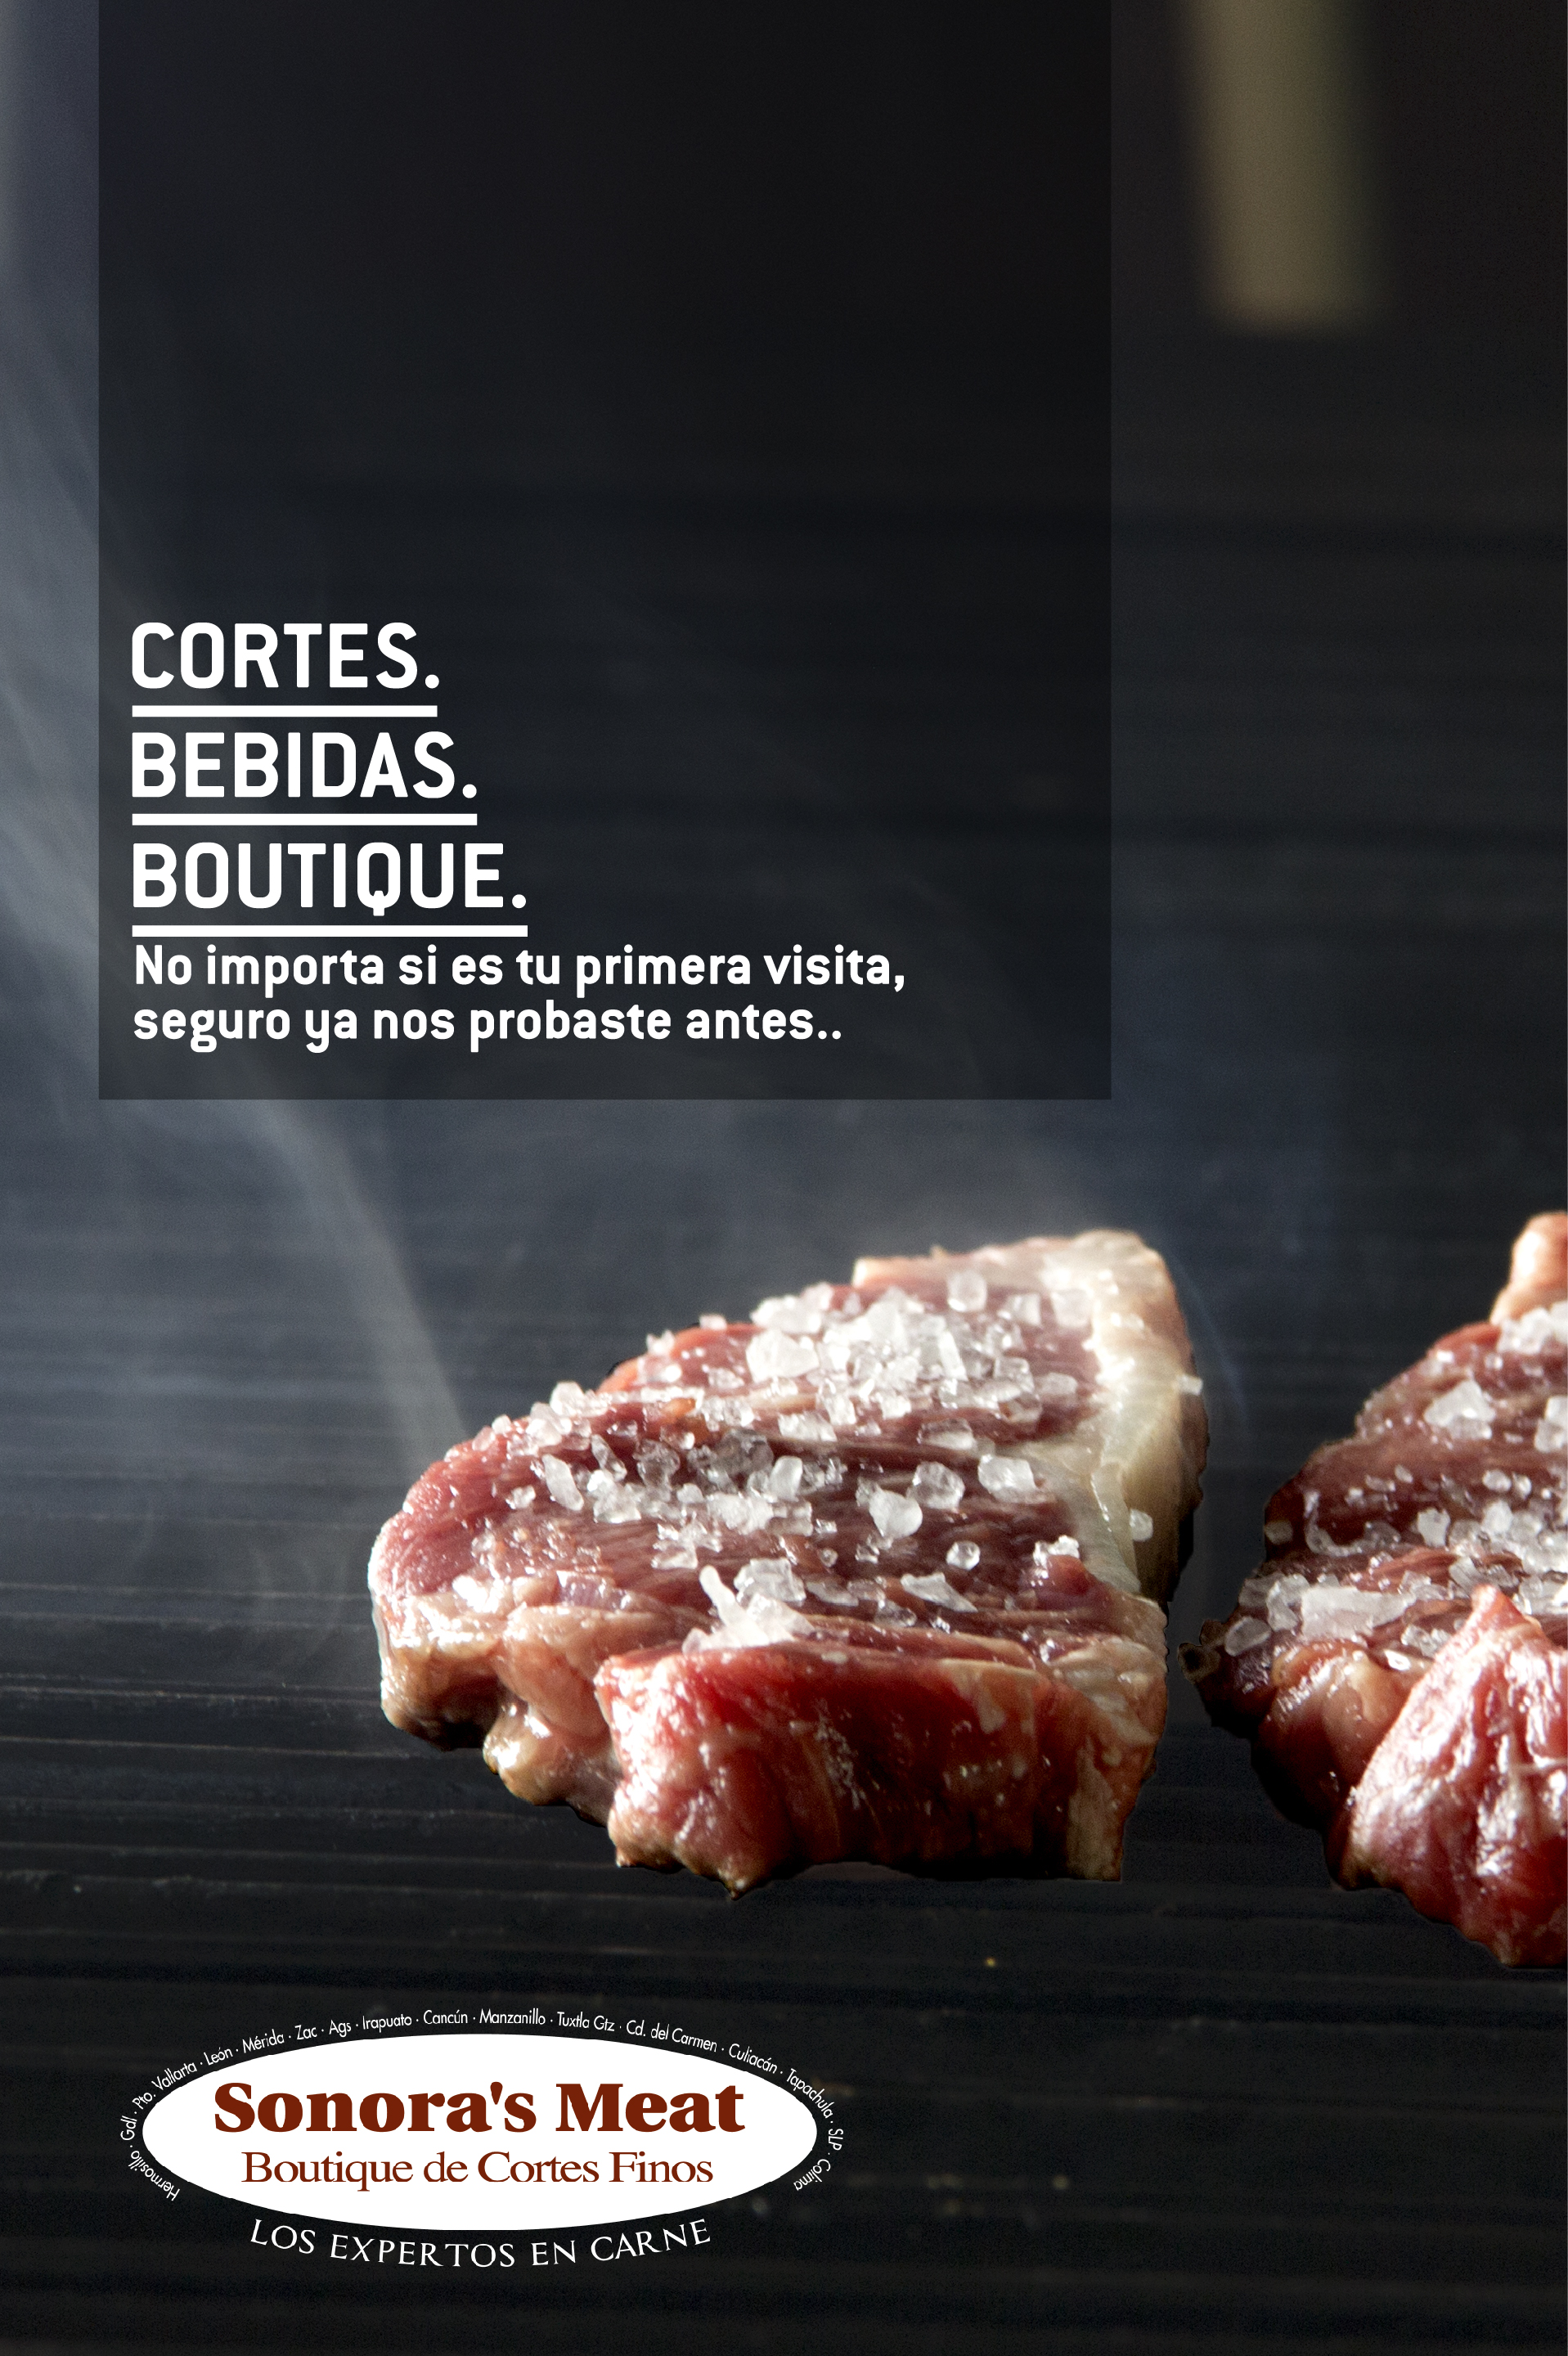 CORTES.
BEBIDAS.
BOUTIQUE.
No importa si es tu primera visita,
seguro ya nos probaste antes..
Hermosillo · Gdl · Pto. Vallarta · León · Mérida · Zac · Ags · Irapuato · Cancún · Manzanillo · Tuxtla Gtz · Cd. del Carmen · Culiacán · Tapachula · SLP · Colima
Sonora's Meat
Boutique de Cortes Finos
LOS EXPERTOS EN CARNE